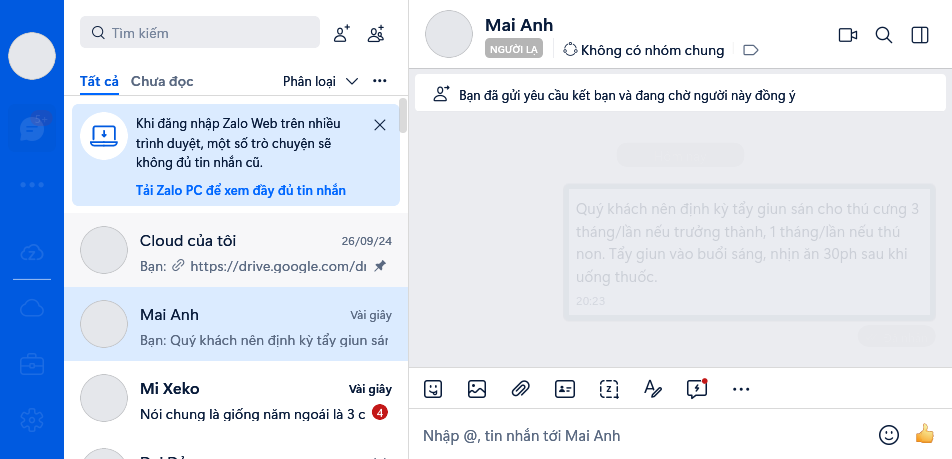 Tìm kiếm
Tất cả Chưa đọc Phân loại
Khi đăng nhập Zalo Web trên nhiều
trình duyệt, một số trò chuyện sẽ
không đủ tin nhắn cũ.
Tải Zalo PC để xem đầy đủ tin nhắn
Cloud của tôi 26/09/24
Bạn: https://drive.google.com/dr
Mai Anh Vài giây
Bạn: Quý khách nên định kỳ tẩy giun sán
Mi Xeko Vài giây
Nói chung là giống năm ngoái là 3 c 4
Mai Anh
NGƯỜI LẠ Không có nhóm chung
Bạn đã gửi yêu cầu kết bạn và đang chờ người này đồng ý
Quý khách nên định kỳ tẩy giun sán cho thú cưng 3
tháng/lần nếu trưởng thành, 1 tháng/lần nếu thú
non. Tẩy giun vào buổi sáng, nhịn ăn 30ph sau khi
uống thuốc.
20:23
Nhập @, tin nhắn tới Mai Anh